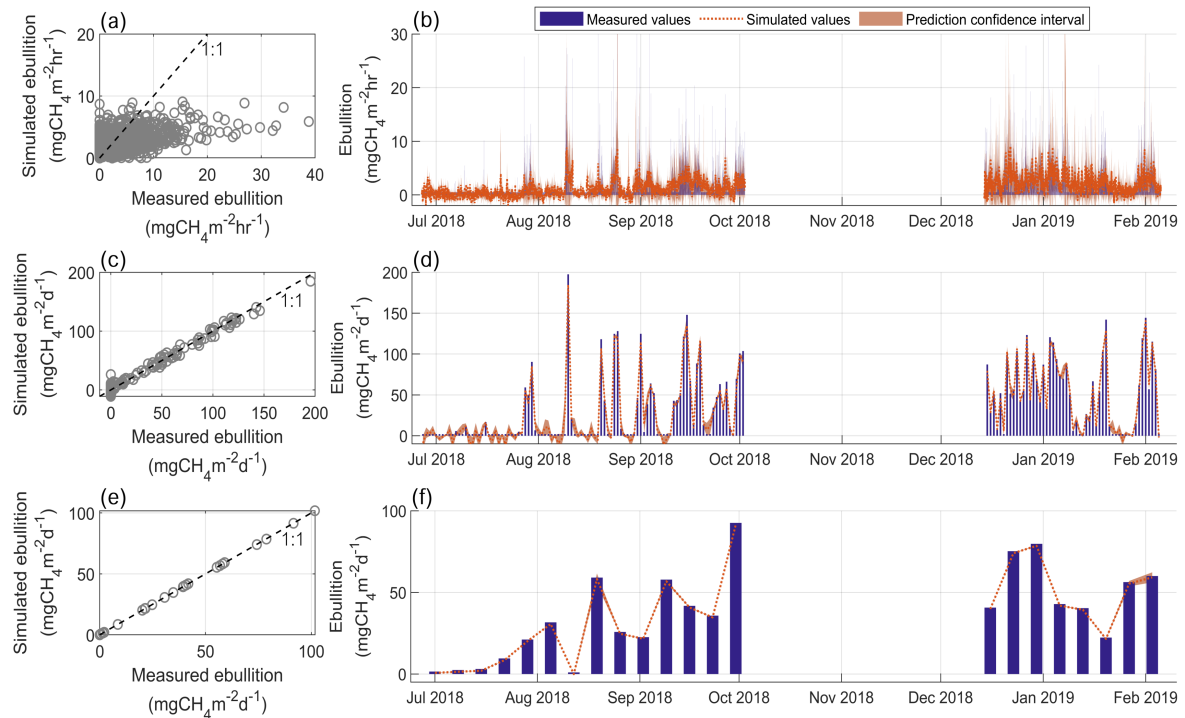 Measured values Simulated values Prediction confidence interval
(a)
Simulated ebullition
(mgCH4m-2hr-1)
20
10
0
1:1
0 10 20 30 40
Measured ebullition
(mgCH4m-2hr-1)
(b)
Ebullition
(mgCH4m-2hr-1)
30
20
10
0
Jul 2018 Aug 2018 Sep 2018 Oct 2018 Nov 2018 Dec 2018 Jan 2019 Feb 2019
(c)
Simulated ebullition
(mgCH4m-2d-1)
200
100
0
1:1
0 50 100 150 200
Measured ebullition
(mgCH4m-2d-1)
(d)
Ebullition
(mgCH4m-2d-1)
200
150
100
50
0
Jul 2018 Aug 2018 Sep 2018 Oct 2018 Nov 2018 Dec 2018 Jan 2019 Feb 2019
(e)
Simulated ebullition
(mgCH4m-2d-1)
100
50
0
1:1
0 50 100
Measured ebullition
(mgCH4m-2d-1)
(f)
Ebullition
(mgCH4m-2d-1)
100
50
0
Jul 2018 Aug 2018 Sep 2018 Oct 2018 Nov 2018 Dec 2018 Jan 2019 Feb 2019